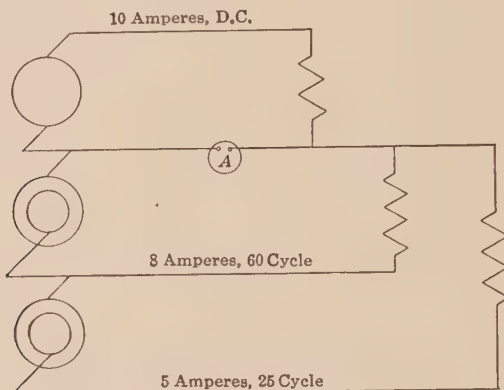 10 Amperes, D.C.
A
8 Amperes, 60 Cycle
5 Amperes, 25 Cycle